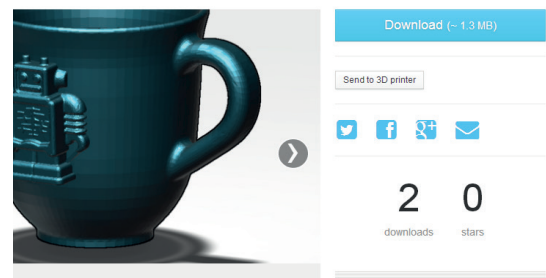 Download (~ 1.3 MB)
Send to 3D printer
2 0
downloads stars